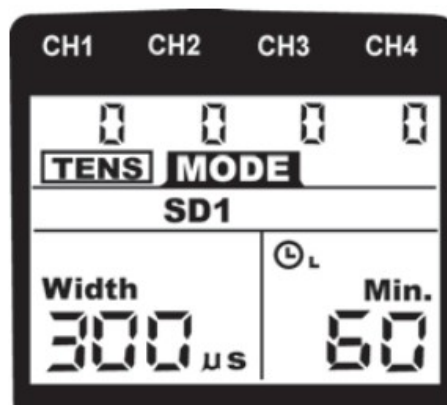 CH1 CH2 CH3 CH4
0 0 0 0
TENS MODE
SD1
L
Width Min.
300 µs 60